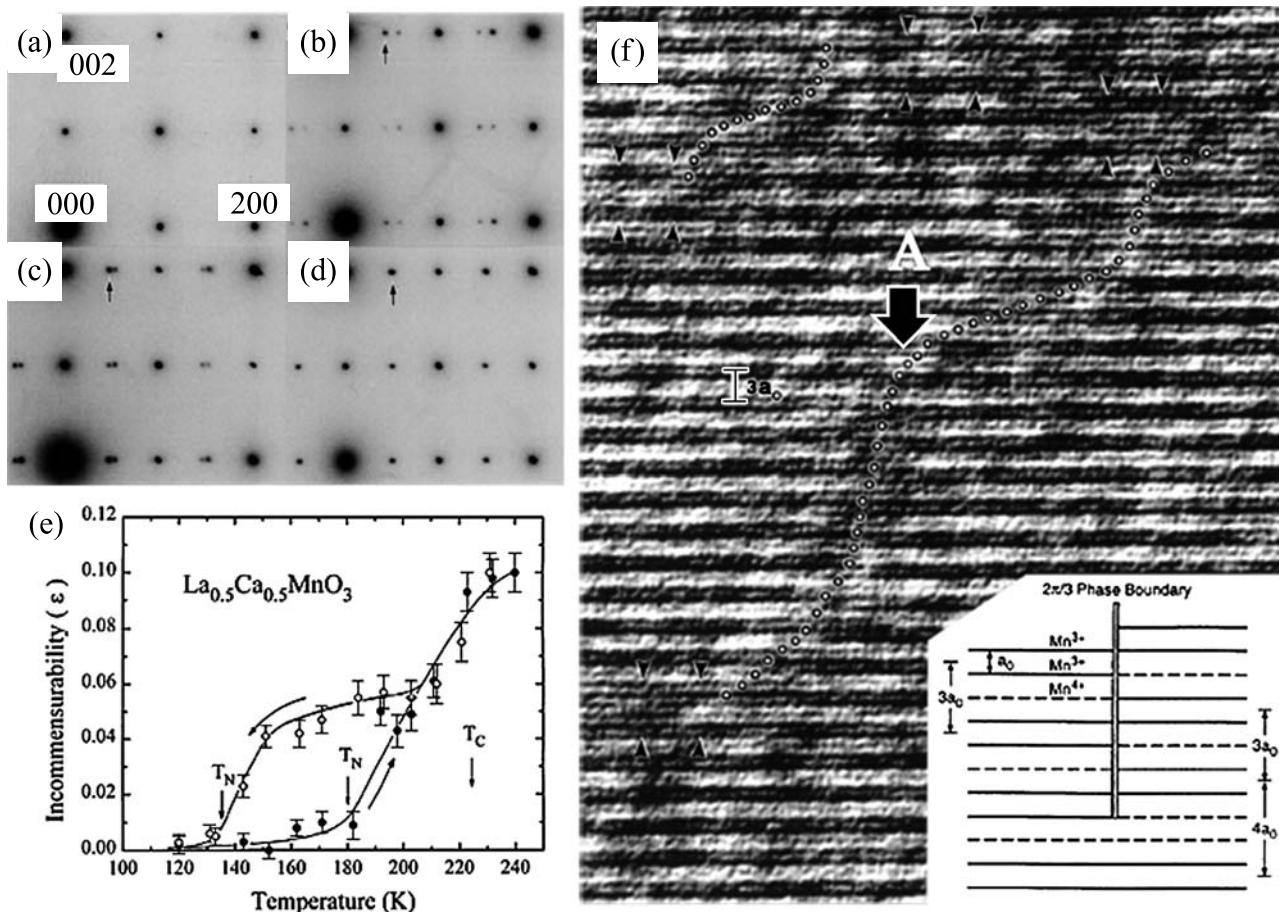 (a)
002
000
200
(b)
(c)
(d)
(e)
0.12
0.10
0.08
0.06
0.04
0.02
0.00
Incommensurability ( ε )
La0.5Ca0.5MnO3
TN
TN
TC
100 120 140 160 180 200 220 240
Temperature (K)
(f)
A
3a0
2π/3 Phase Boundary
Mn3+
a0
Mn3+
Mn4+
3a0
3a0
4a0